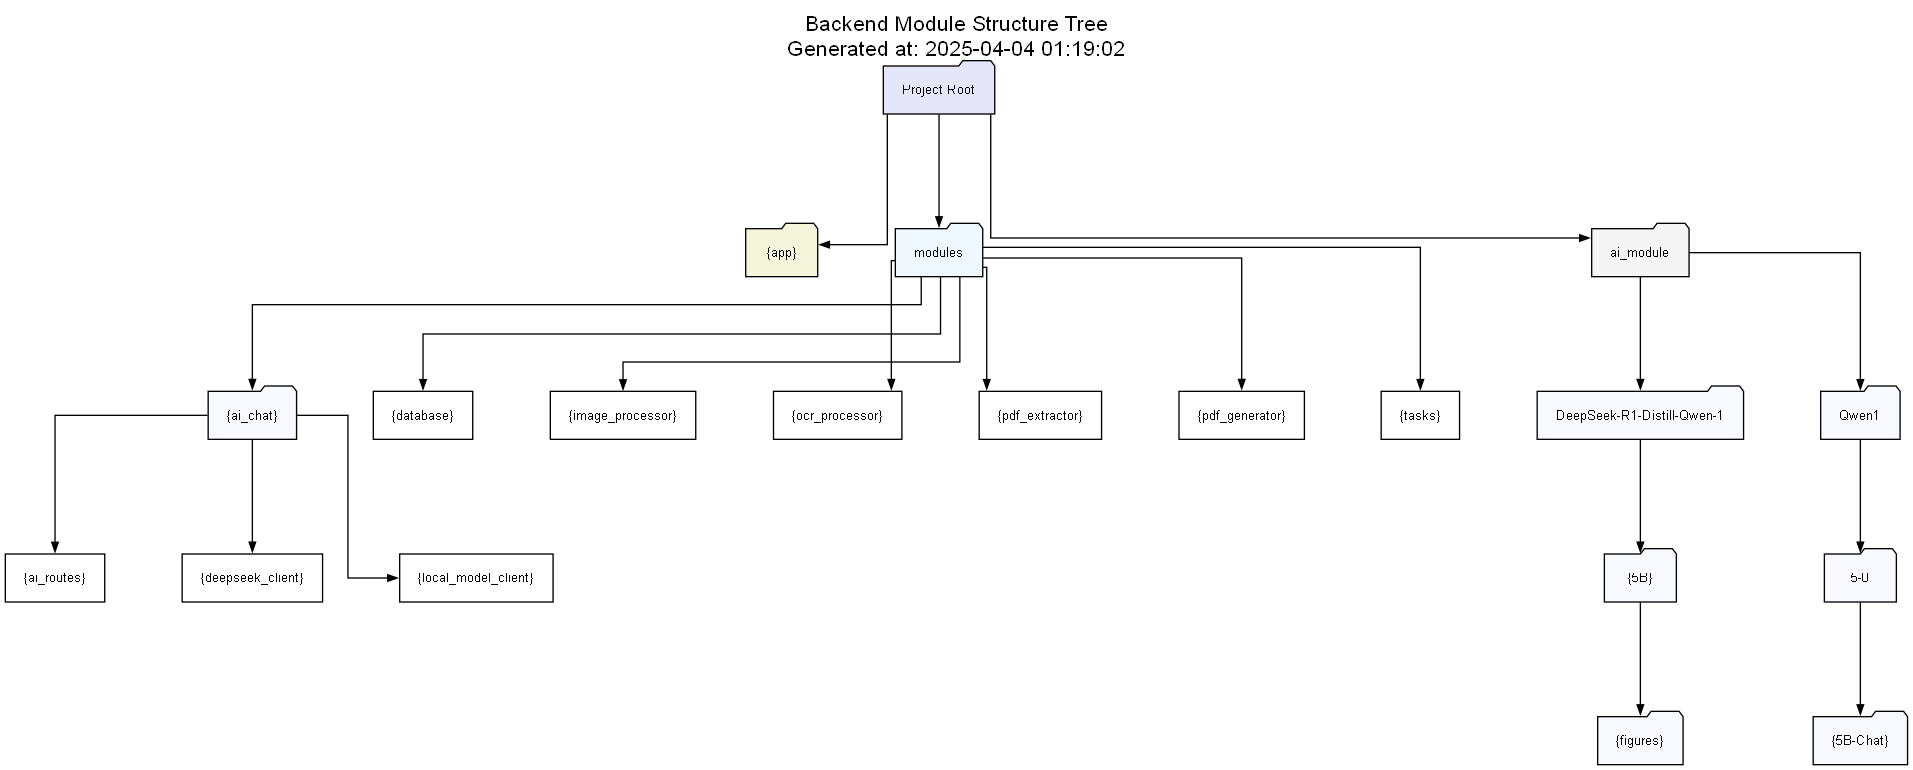 Backend Module Structure Tree
Generated at: 2025-04-04 01:19:02
Project Root
{app}
modules
ai_module
{ai_chat}
{database}
{image_processor}
{ocr_processor}
{pdf_extractor}
{pdf_generator}
{tasks}
DeepSeek-R1-Distill-Qwen-1
Qwen1
{ai_routes}
{deepseek_client}
{local_model_client}
{5B}
5-0
{figures}
{5B-Chat}